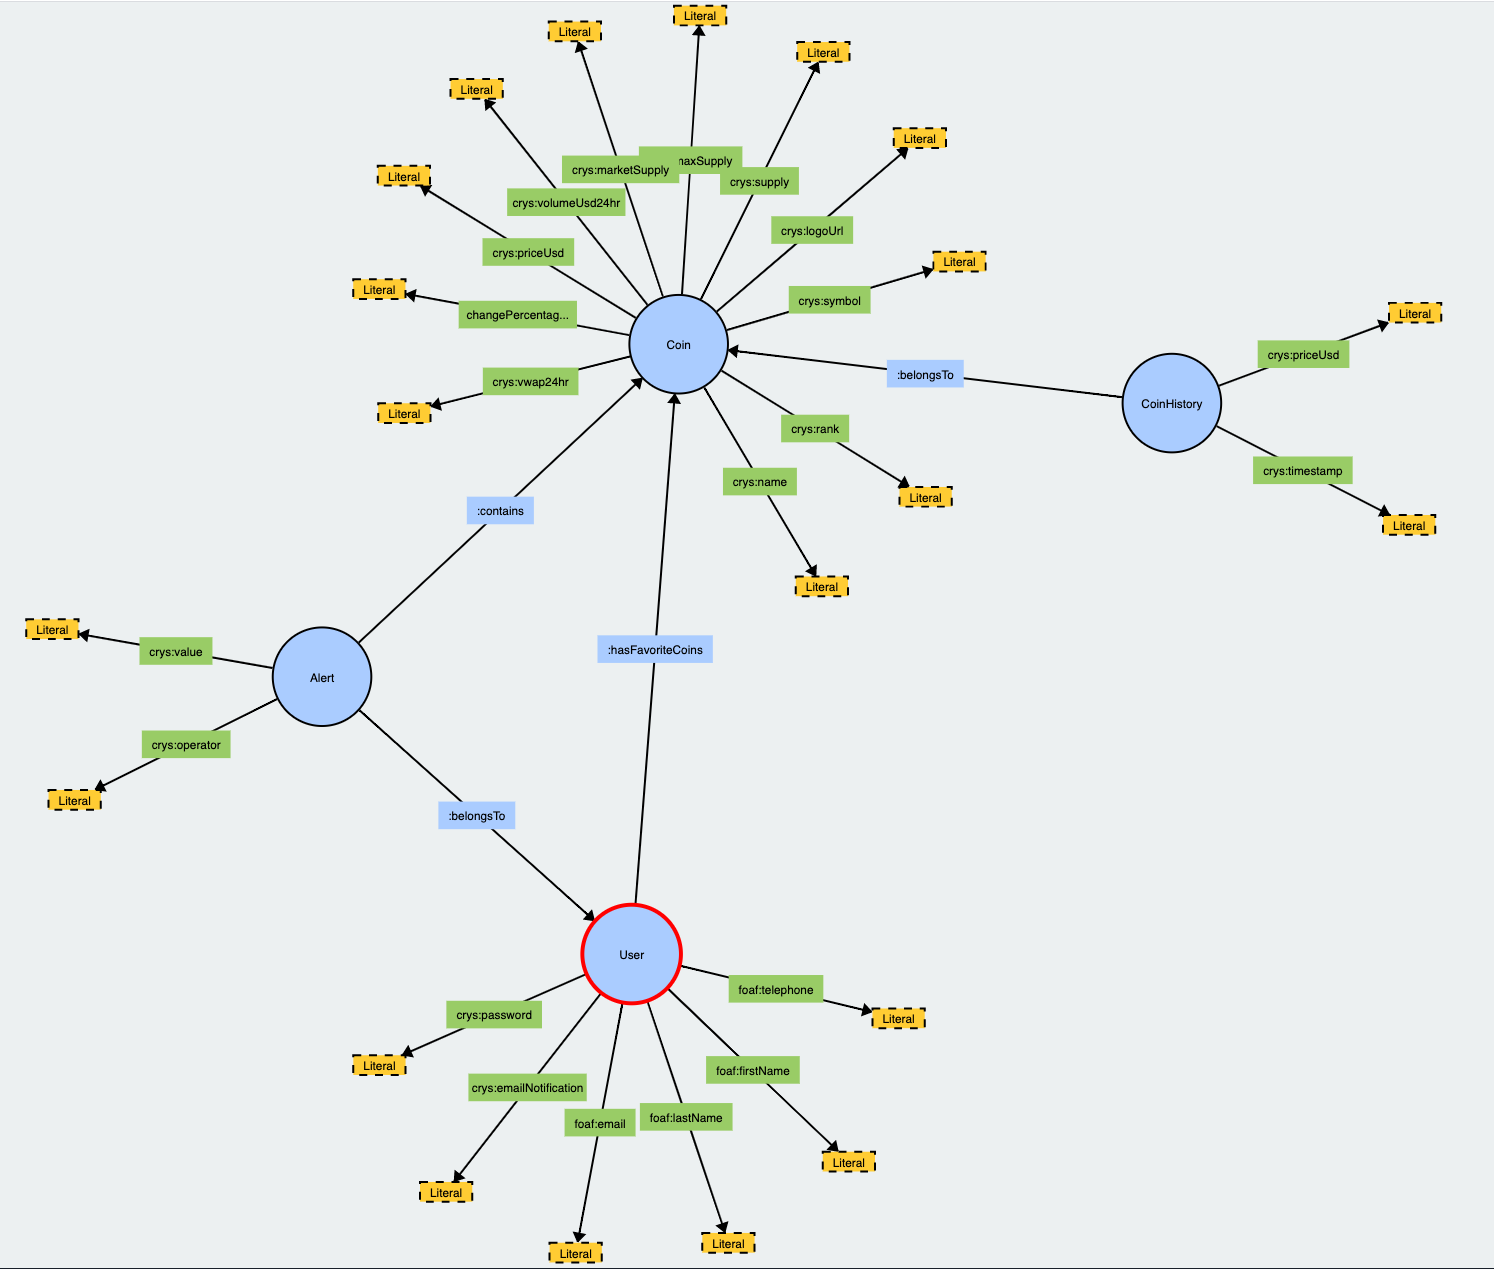 Literal
Literal
Literal
Literal
Literal
Literal
crys:marketSupply
naxSupply
crys:supply
crys:volumeUsd24hr
crys:logoUrl
crys:priceUsd
Literal
Literal
crys:symbol
changePercentag...
Literal
Coin
crys:priceUsd
:belongsTo
crys:vwap24hr
Literal
CoinHistory
crys:rank
crys:timestamp
crys:name
Literal
:contains
Literal
Literal
Literal
crys:value
:hasFavoriteCoins
Alert
crys:operator
Literal
:belongsTo
User
foaf:telephone
crys:password
Literal
Literal
foaf:firstName
crys:emailNotification
foaf:email
foaf:lastName
Literal
Literal
Literal
Literal